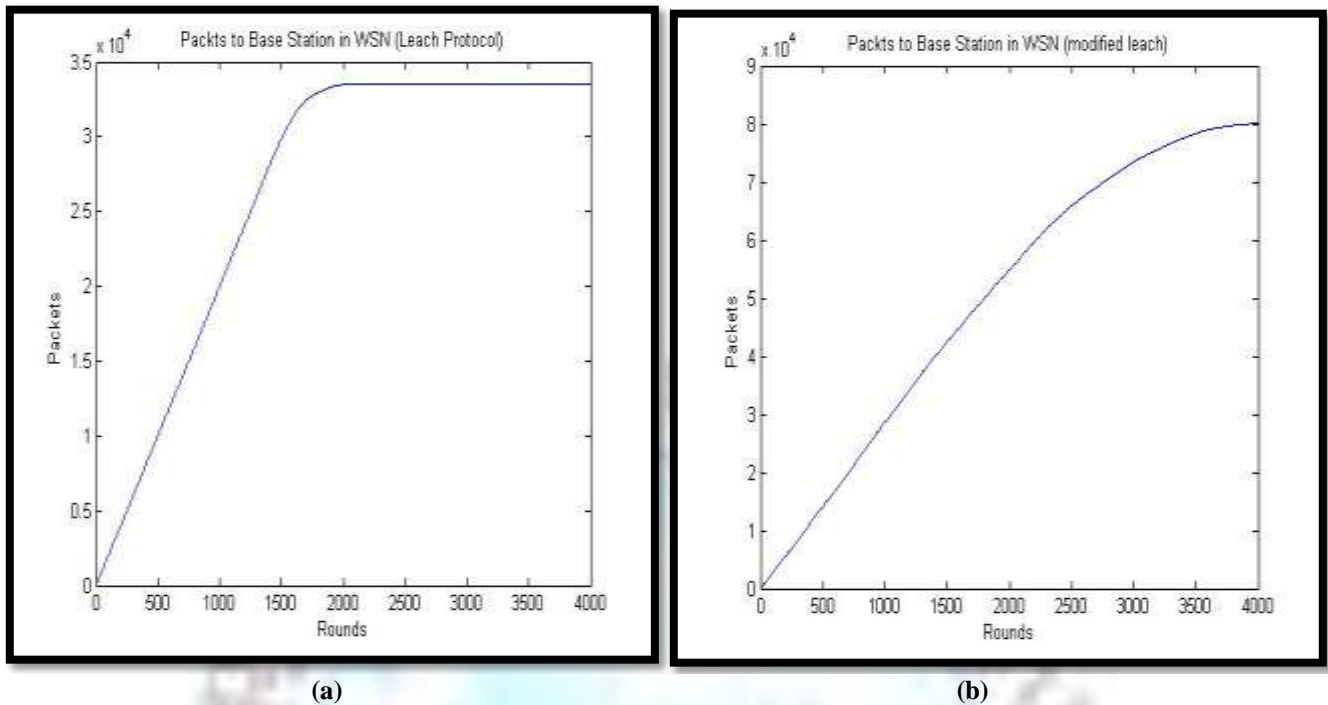 Packts to Base Station in WSN (Leach Protocol)
x 10^4
3.5
3
2.5
2
1.5
1
0.5
0
Packets
0 500 1000 1500 2000 2500 3000 3500 4000
Rounds
(a)
Packts to Base Station in WSN (modified leach)
x 10^4
9
8
7
6
5
4
3
2
1
0
Packets
0 500 1000 1500 2000 2500 3000 3500 4000
Rounds
(b)